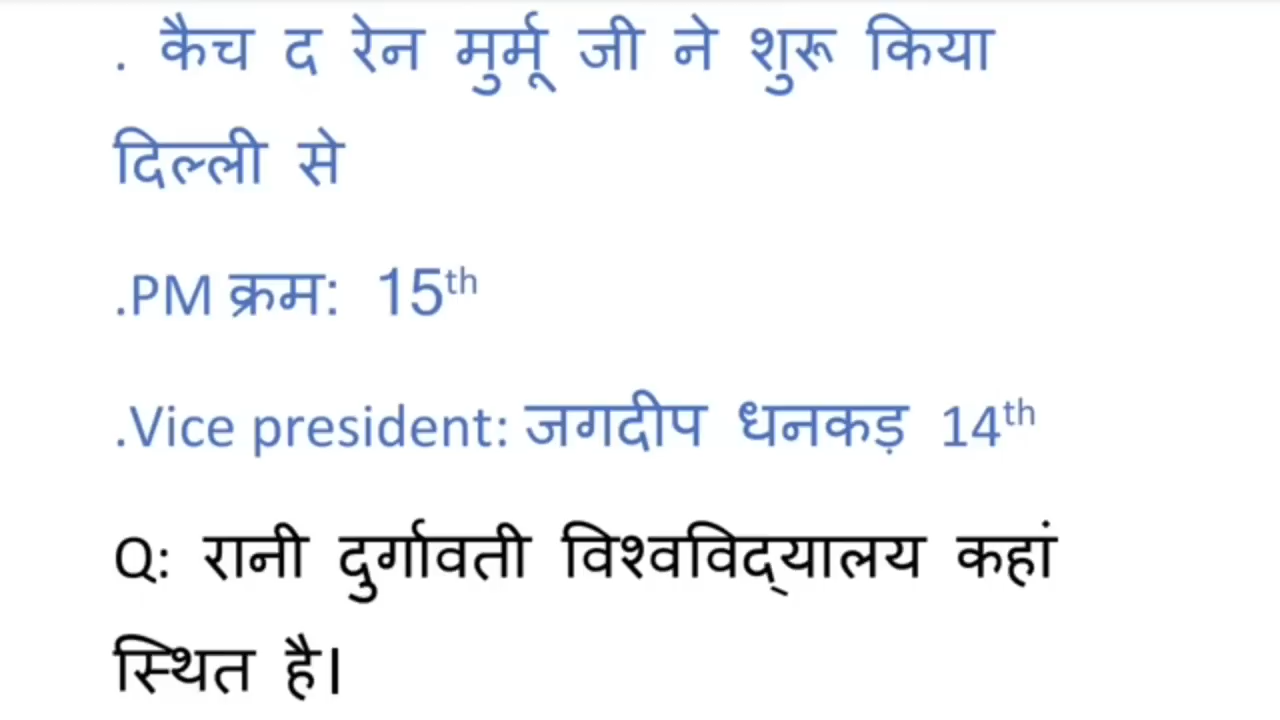 . कैच द रेन मुर्मू जी ने शुरू किया
दिल्ली से
.PM क्रम: 15th
.Vice president: जगदीप धनकड़ 14th
Q: रानी दुर्गावती विश्वविद्यालय कहां
स्थित है।